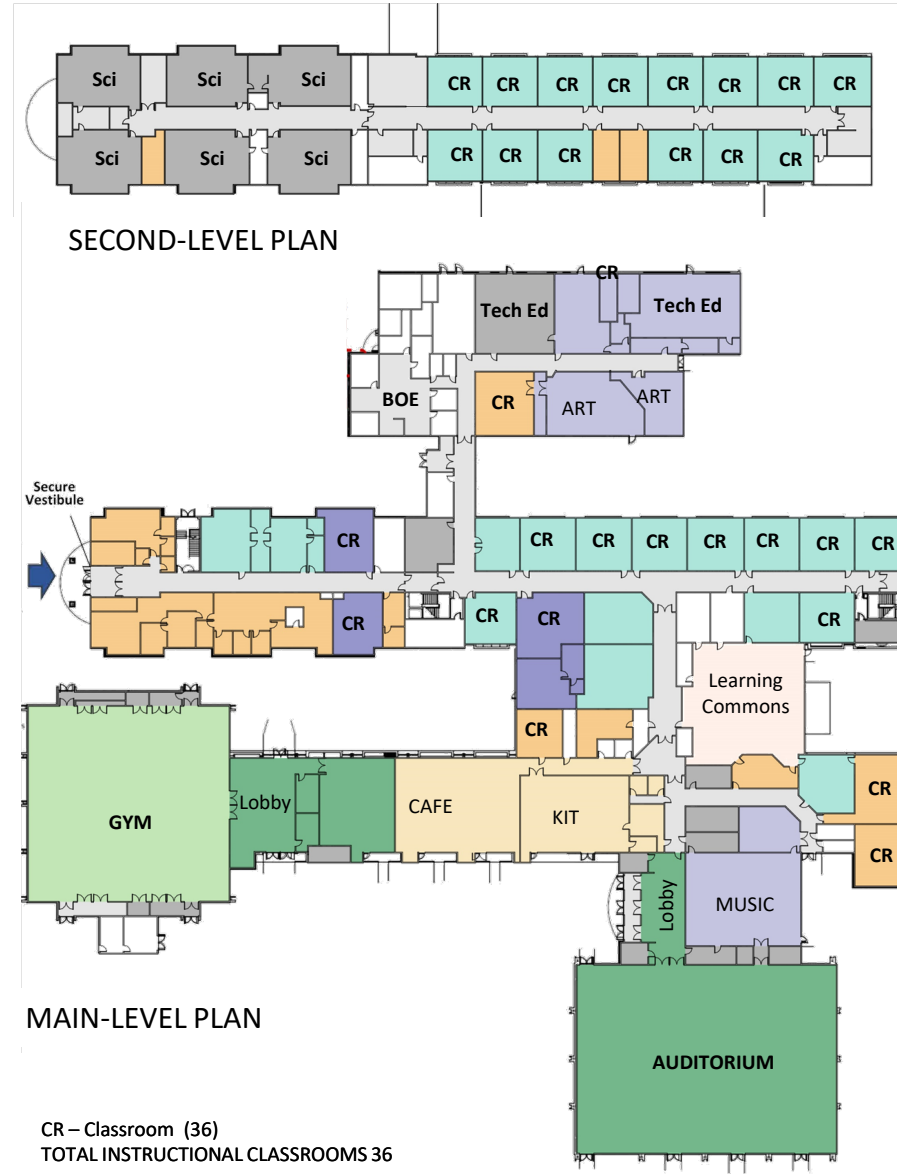 Sci Sci Sci CR CR CR CR CR CR CR CR
Sci Sci Sci CR CR CR CR CR CR
SECOND-LEVEL PLAN
CR
Tech Ed Tech Ed
BOE CR ART ART
Secure
Vestibule
CR CR CR CR CR CR CR CR
CR CR CR
Learning
Commons
CR
Lobby CAFE KIT CR
GYM
CR
Lobby MUSIC
MAIN-LEVEL PLAN
AUDITORIUM
CR – Classroom (36)
TOTAL INSTRUCTIONAL CLASSROOMS 36